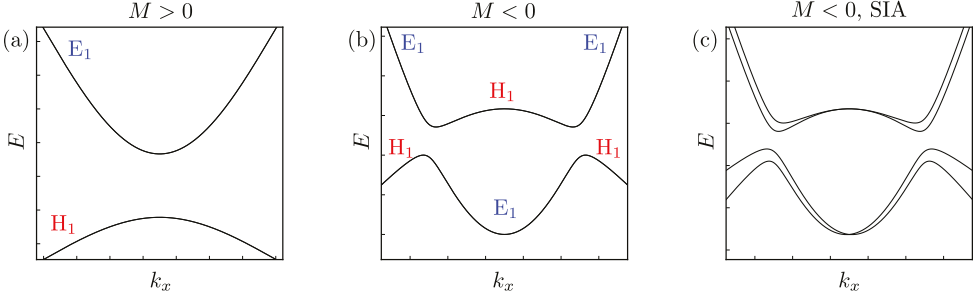 M > 0
M < 0
M < 0, SIA
(a)
(b)
(c)
E₁
E₁
E₁
H₁
H₁
H₁
H₁
E₁
E
E
E
kₓ
kₓ
kₓ